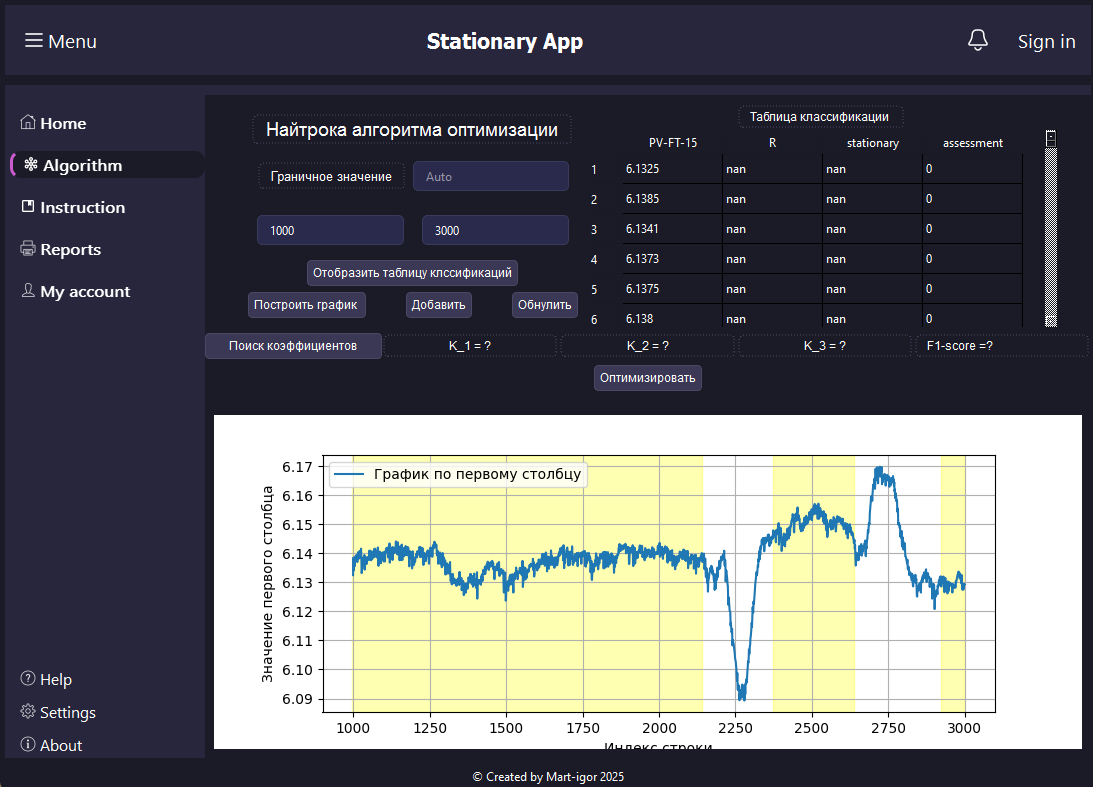 Menu
Stationary App
Sign in
Home
Algorithm
Instruction
Reports
My account
Help
Settings
About
Найтрока алгоритма оптимизации
Граничное значение
Auto
1000
3000
Отобразить таблицу клссификаций
Построить график
Добавить
Обнулить
Таблица классификации
PV-FT-15 R stationary assessment
1 6.1325 nan nan 0
2 6.1385 nan nan 0
3 6.1341 nan nan 0
4 6.1373 nan nan 0
5 6.1375 nan nan 0
6 6.138 nan nan 0
Поиск коэффициентов
K_1 = ?
K_2 = ?
K_3 = ?
F1-score =?
Оптимизировать
График по первому столбцу
Значение первого столбца
6.17
6.16
6.15
6.14
6.13
6.12
6.11
6.10
6.09
1000 1250 1500 1750 2000 2250 2500 2750 3000
Индекс строки
© Created by Mart-igor 2025